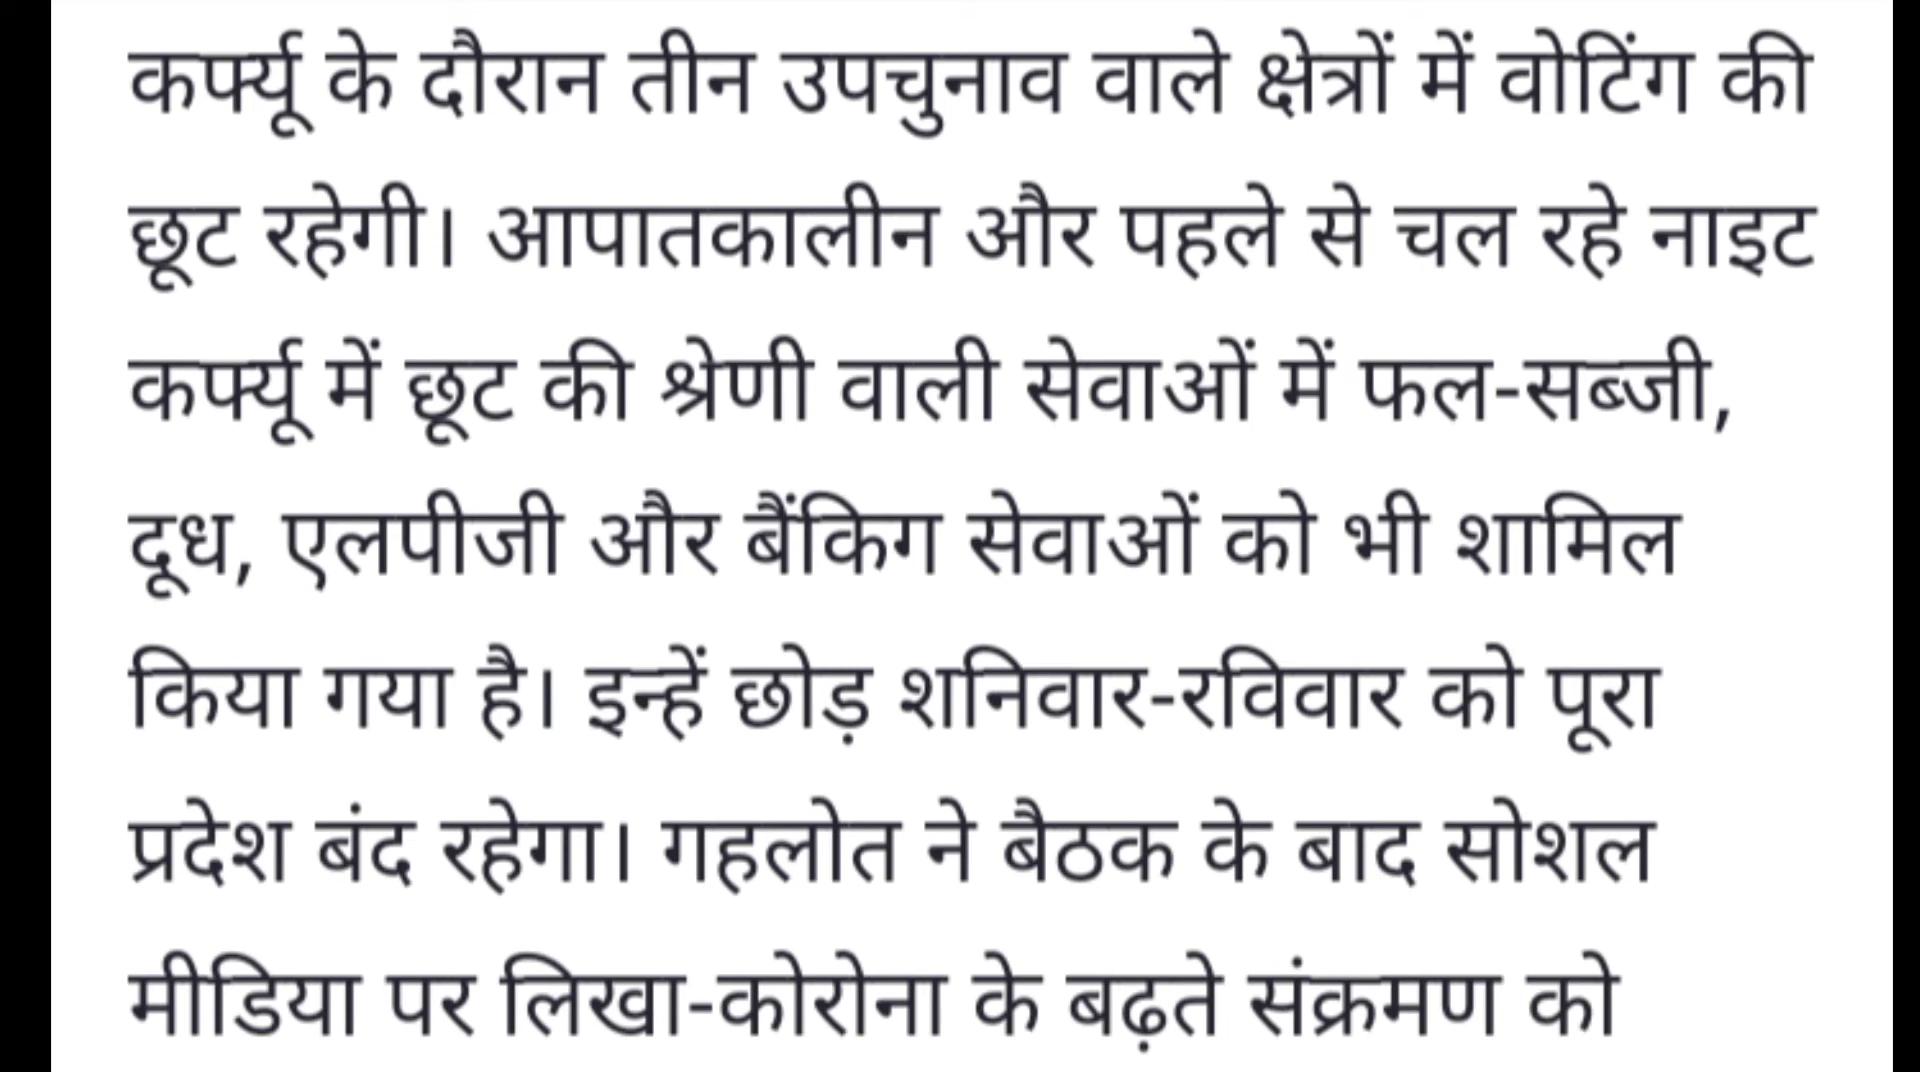 कर्फ्यू के दौरान तीन उपचुनाव वाले क्षेत्रों में वोटिंग की
छूट रहेगी। आपातकालीन और पहले से चल रहे नाइट
कर्फ्यू में छूट की श्रेणी वाली सेवाओं में फल-सब्जी,
दूध, एलपीजी और बैंकिग सेवाओं को भी शामिल
किया गया है। इन्हें छोड़ शनिवार-रविवार को पूरा
प्रदेश बंद रहेगा। गहलोत ने बैठक के बाद सोशल
मीडिया पर लिखा-कोरोना के बढ़ते संक्रमण को